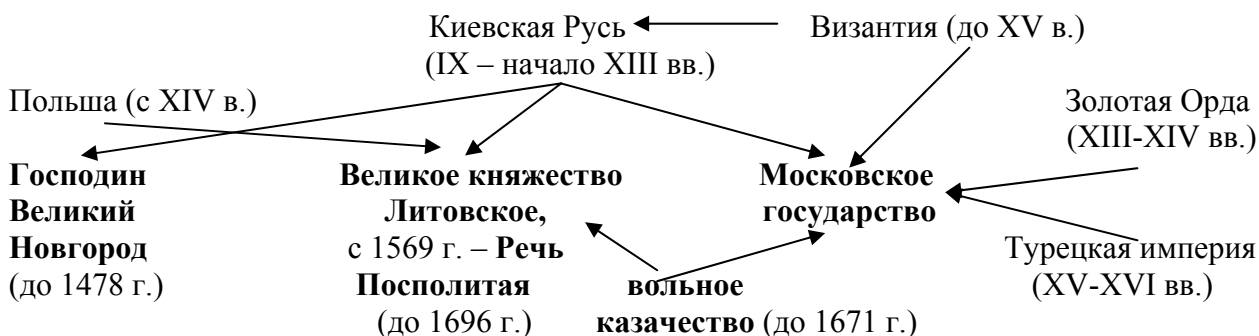 Киевская Русь
(IX – начало XIII вв.)
Византия (до XV в.)
Польша (с XIV в.)
Золотая Орда
(XIII-XIV вв.)
Господин
Великий
Новгород
(до 1478 г.)
Великое княжество
Литовское,
с 1569 г. – Речь
Посполитая
(до 1696 г.)
Московское
государство
вольное
казачество (до 1671 г.)
Турецкая империя
(XV-XVI вв.)